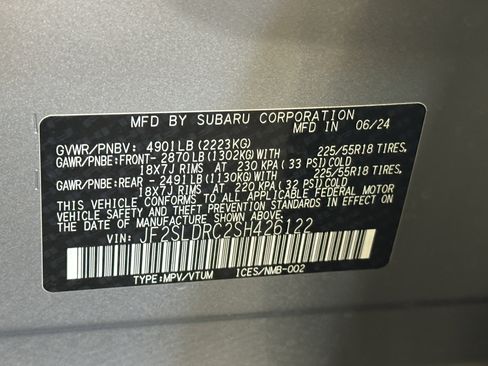 MFD BY SUBARU CORPORATION
MFD IN 06/24
GVWR/PNBV: 4901LB (2223KG)
GAWR/PNBE:FRONT- 2870LB (1302KG)WITH 225/55R18 TIRES,
18X7J RIMS AT 230 KPA (33 PSI)COLD
GAWR/PNBE:REAR - 2491LB (1130KG)WITH 225/55R18 TIRES,
18X7J RIMS AT 220 KPA (32 PSI)COLD
THIS VEHICLE CONFORMS TO ALL APPLICABLE FEDERAL MOTOR
VEHICLE SAFETY AND THEFT PREVENTION STANDARDS IN EFFECT ON
THE DATE OF MANUFACTURE SHOWN ABOVE.
VIN: JF2SLDRC2SH426122
TYPE:MPV/VTUM ICES/NMB-002